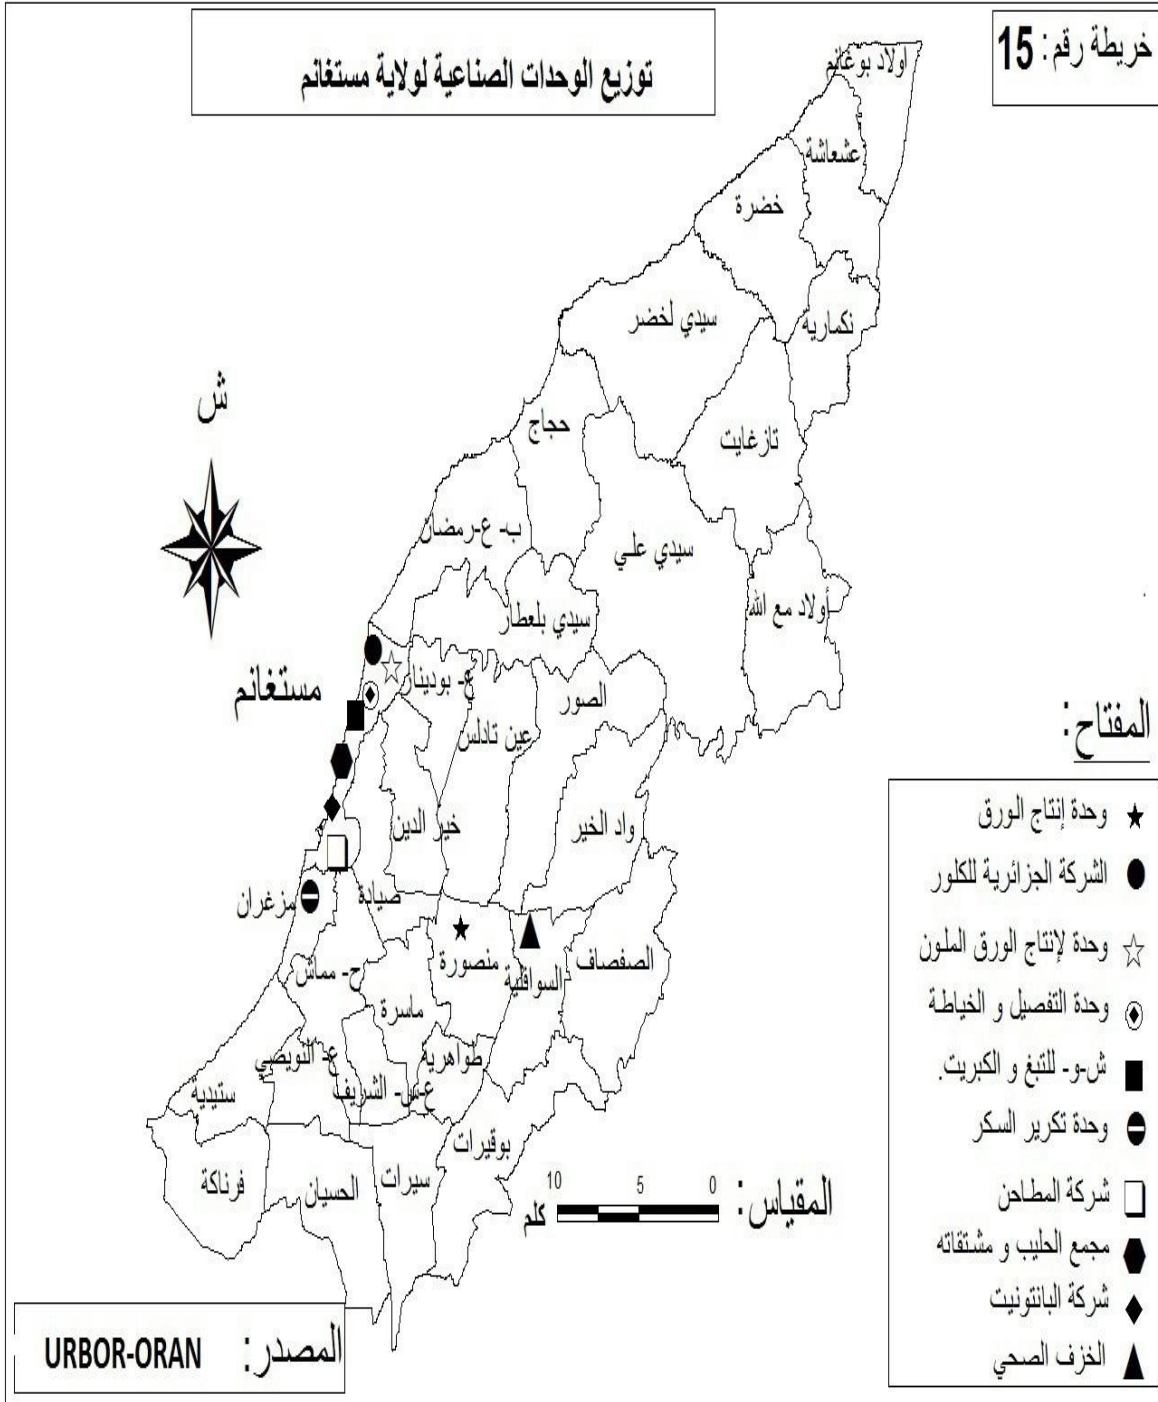 خريطة رقم: 15
توزيع الوحدات الصناعية لولاية مستغانم
اولاد بوغانم
عشعاشة
خضرة
سيدي لخضر
نكمارية
تازغايت
حجاج
ش
ب- ع-رمضان
سيدي علي
أولاد مع الله
سيدي بلعطار
ع- بودينار
مستغانم
الصور
عين تادلس
المفتاح:
خير الدين
واد الخير
مزغران
صيادة
منصورة
السوافلية
الصفصاف
ح- مماش
ماسرة
طواهرية
ع- النويصي
ع-س- الشريف
ستيدية
بوقيرات
فرناكة
الحسيان
سيرات
وحدة إنتاج الورق
الشركة الجزائرية للكلور
وحدة لإنتاج الورق الملون
وحدة التفصيل و الخياطة
ش-و- للتبغ و الكبريت.
وحدة تكرير السكر
شركة المطاحن
مجمع الحليب و مشتقاته
شركة البانتونيت
الخزف الصحي
المقياس: 0 5 10 كلم
المصدر: URBOR-ORAN